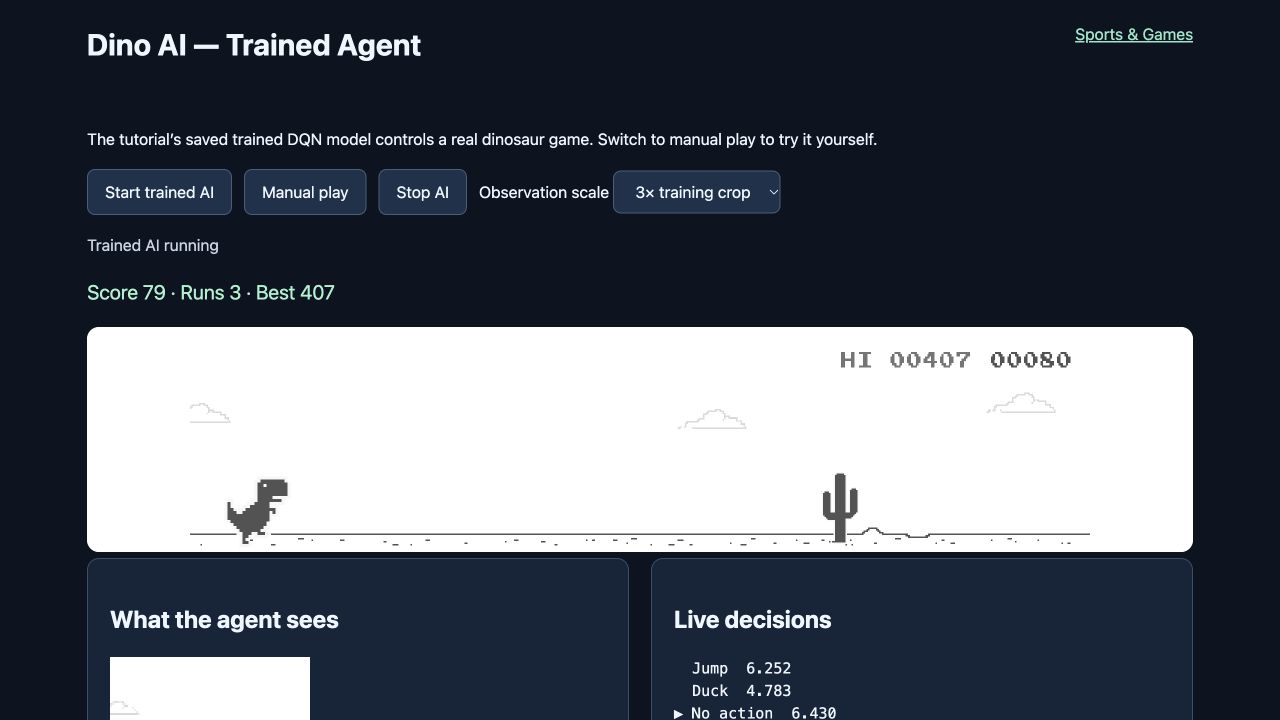 Dino AI — Trained Agent
Sports & Games
The tutorial’s saved trained DQN model controls a real dinosaur game. Switch to manual play to try it yourself.
Start trained AI
Manual play
Stop AI
Observation scale
3× training crop
Trained AI running
Score 79 · Runs 3 · Best 407
HI 00407 00080
What the agent sees
Live decisions
Jump 6.252
Duck 4.783
▶ No action 6.430